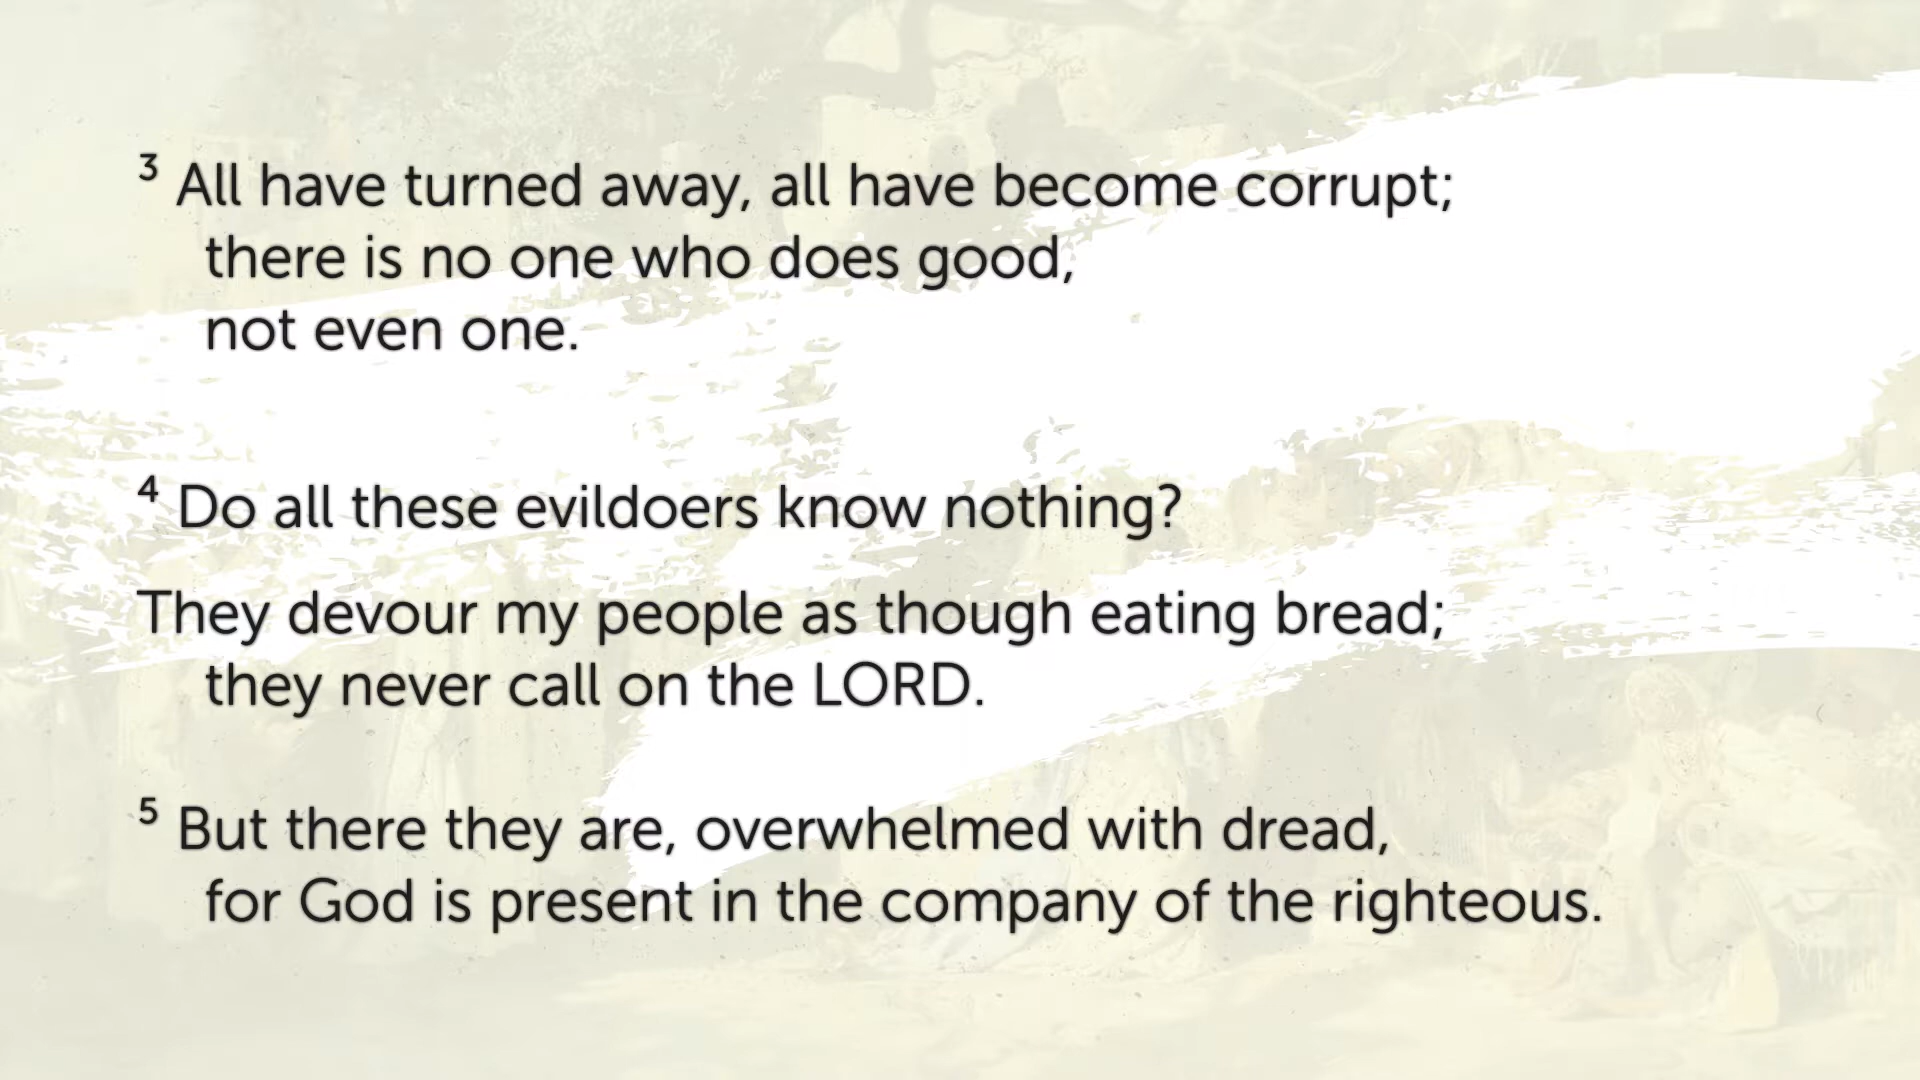 3 All have turned away, all have become corrupt;
there is no one who does good,
not even one.
4 Do all these evildoers know nothing?
They devour my people as though eating bread;
they never call on the LORD.
5 But there they are, overwhelmed with dread,
for God is present in the company of the righteous.